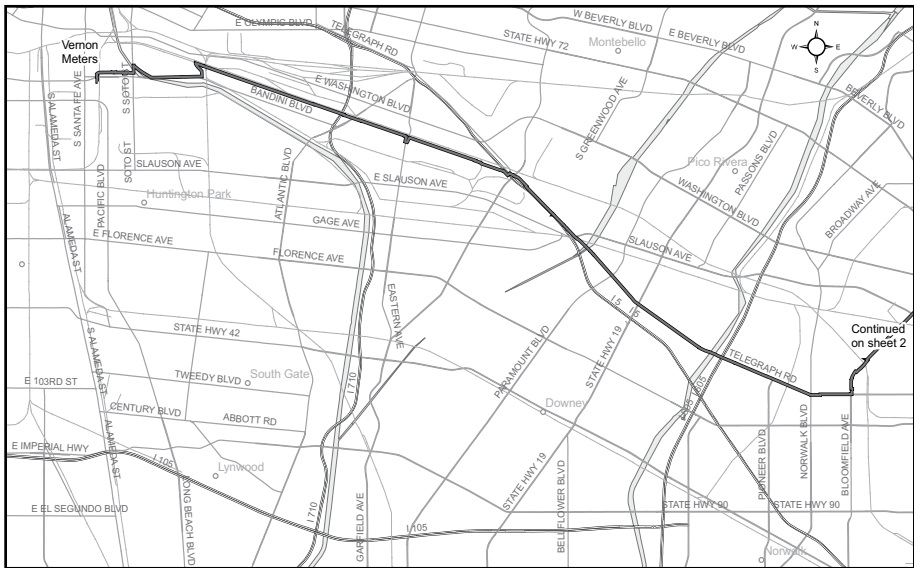 E OLYMPIC BLVD
TELEGRAPH RD
W BEVERLY BLVD
STATE HWY 72
Montebello
E BEVERLY BLVD
N
W
E
S
Vernon
Meters
S SANTA FE AVE
S SOTO ST
S ALAMEDA ST
E WASHINGTON BLVD
BANDINI BLVD
S GREENWOOD AVE
BEVERLY BLVD
SOTO ST
PACIFIC BLVD
SLAUSON AVE
ATLANTIC BLVD
E SLAUSON AVE
Huntington Park
Pico Rivera
PASSONS BLVD
WASHINGTON BLVD
BROADWAY AVE
ALAMEDA ST
GAGE AVE
E FLORENCE AVE
FLORENCE AVE
SLAUSON AVE
EASTERN AVE
I 5
I 5
STATE HWY 42
PARAMOUNT BLVD
STATE HWY 19
Continued
on sheet 2
TELEGRAPH RD
S ALAMEDA ST
E 103RD ST
TWEEDY BLVD
South Gate
I 710
I 605
I 605
CENTURY BLVD
ABBOTT RD
Downey
ALAMEDA ST
E IMPERIAL HWY
I 105
Lynwood
STATE HWY 19
BELLFLOWER BLVD
PIONEER BLVD
NORWALK BLVD
BLOOMFIELD AVE
E EL SEGUNDO BLVD
LONG BEACH BLVD
I 710
GARFIELD AVE
I 105
STATE HWY 90
STATE HWY 90
Norwalk